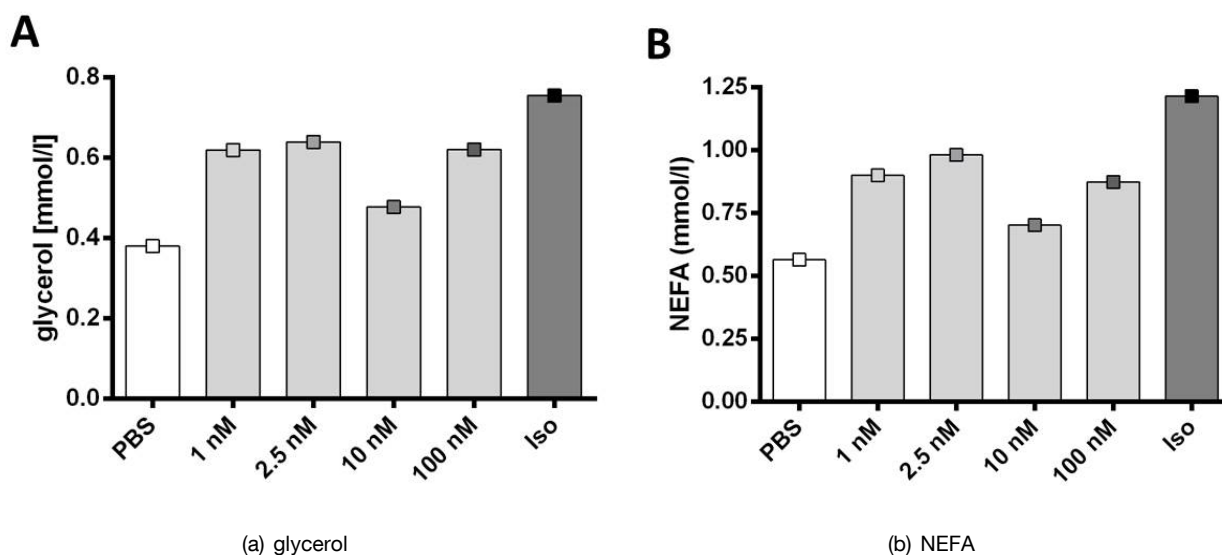 A
glycerol [mmol/l]
0.8
0.6
0.4
0.2
0.0
PBS
1 nM
2.5 nM
10 nM
100 nM
Iso
(a) glycerol
B
NEFA (mmol/l)
1.25
1.00
0.75
0.50
0.25
0.00
PBS
1 nM
2.5 nM
10 nM
100 nM
Iso
(b) NEFA